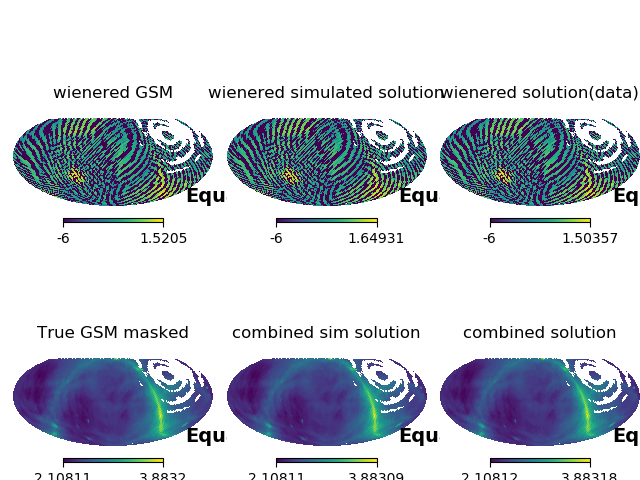 wienered GSM
wienered simulated solution
wienered solution(data)
Equ
Equ
Eq
-6 1.5205
-6 1.64931
-6 1.50357
True GSM masked
combined sim solution
combined solution
Equ
Equ
Eq
2.10811 3.8832
2.10811 3.88309
2.10812 3.88318